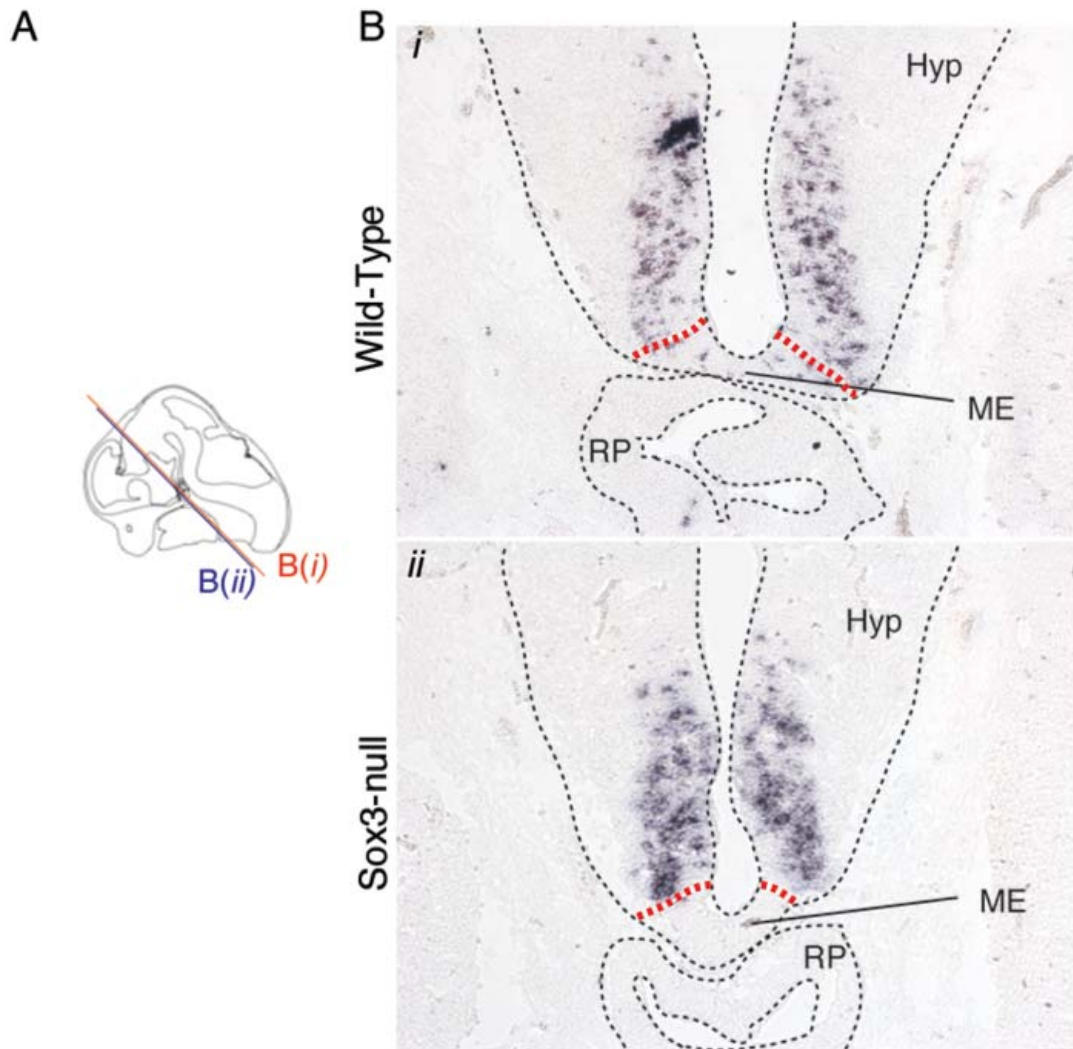 A
B(ii)
B(i)
B
Wild-Type
i
Hyp
RP
ME
Sox3-null
ii
Hyp
ME
RP